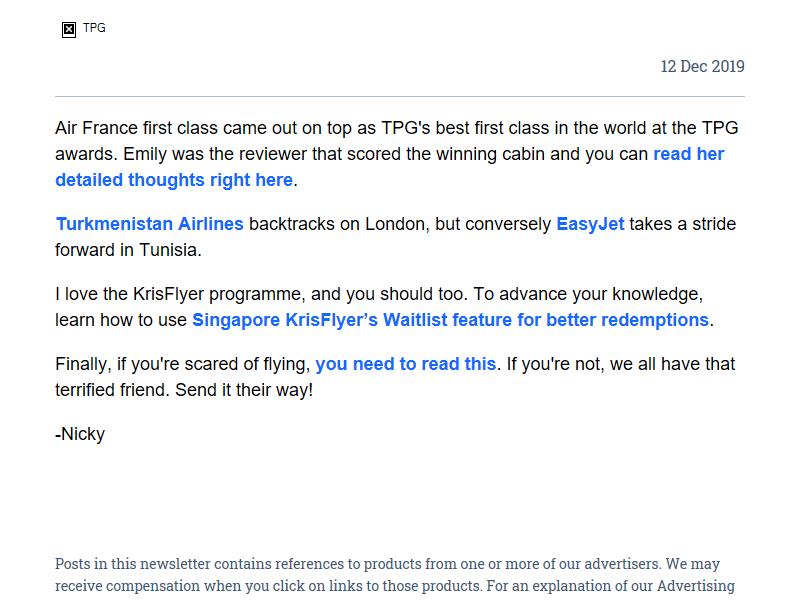 TPG
12 Dec 2019
Air France first class came out on top as TPG's best first class in the world at the TPG
awards. Emily was the reviewer that scored the winning cabin and you can read her
detailed thoughts right here.
Turkmenistan Airlines backtracks on London, but conversely EasyJet takes a stride
forward in Tunisia.
I love the KrisFlyer programme, and you should too. To advance your knowledge,
learn how to use Singapore KrisFlyer’s Waitlist feature for better redemptions.
Finally, if you're scared of flying, you need to read this. If you're not, we all have that
terrified friend. Send it their way!
-Nicky
Posts in this newsletter contains references to products from one or more of our advertisers. We may
receive compensation when you click on links to those products. For an explanation of our Advertising